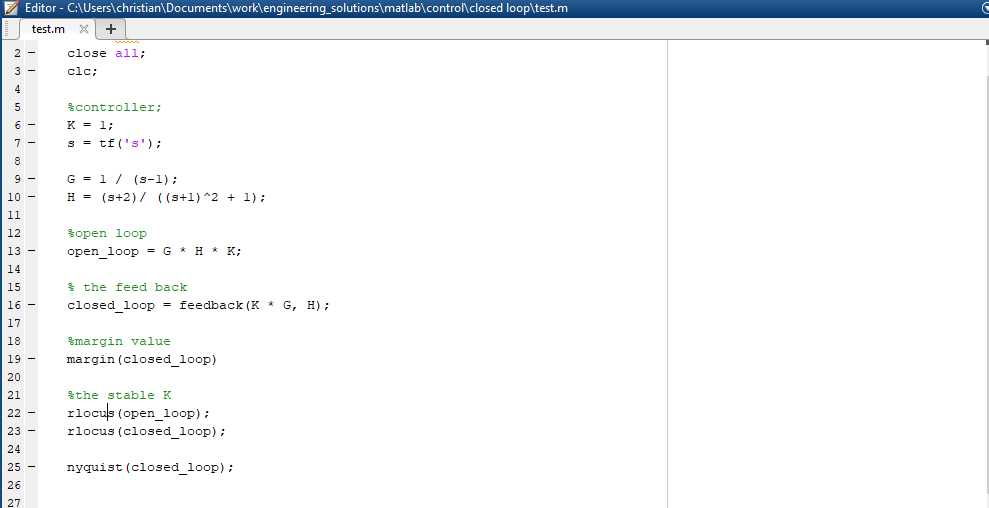 Editor - C:\Users\christian\Documents\work\engineering_solutions\matlab\control\closed loop\test.m
test.m × +
2 - close all;
3 - clc;
4
5 %controller;
6 - K = 1;
7 - s = tf('s');
8
9 - G = 1 / (s-1);
10 - H = (s+2)/ ((s+1)^2 + 1);
11
12 %open loop
13 - open_loop = G * H * K;
14
15 % the feed back
16 - closed_loop = feedback(K * G, H);
17
18 %margin value
19 - margin(closed_loop)
20
21 %the stable K
22 - rlocus(open_loop);
23 - rlocus(closed_loop);
24
25 - nyquist(closed_loop);
26
27